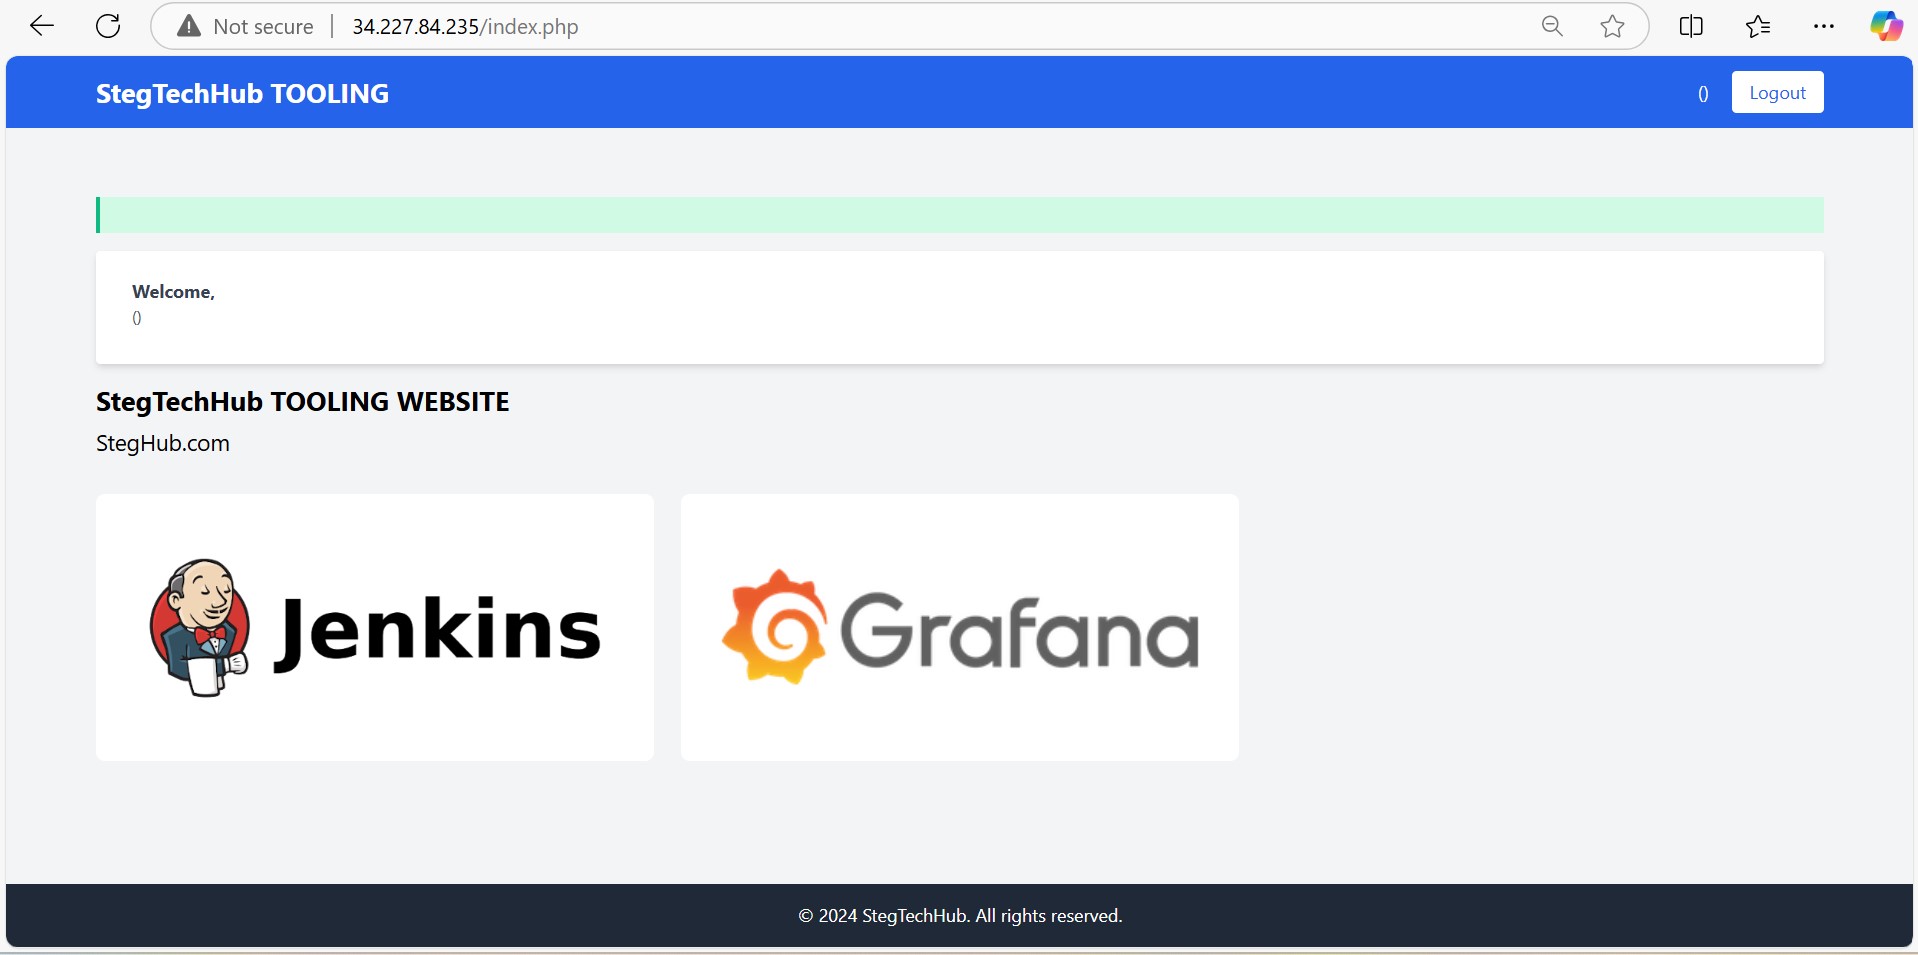 Not secure | 34.227.84.235/index.php
StegTechHub TOOLING
() Logout
Welcome,
()
StegTechHub TOOLING WEBSITE
StegHub.com
Jenkins
Grafana
© 2024 StegTechHub. All rights reserved.